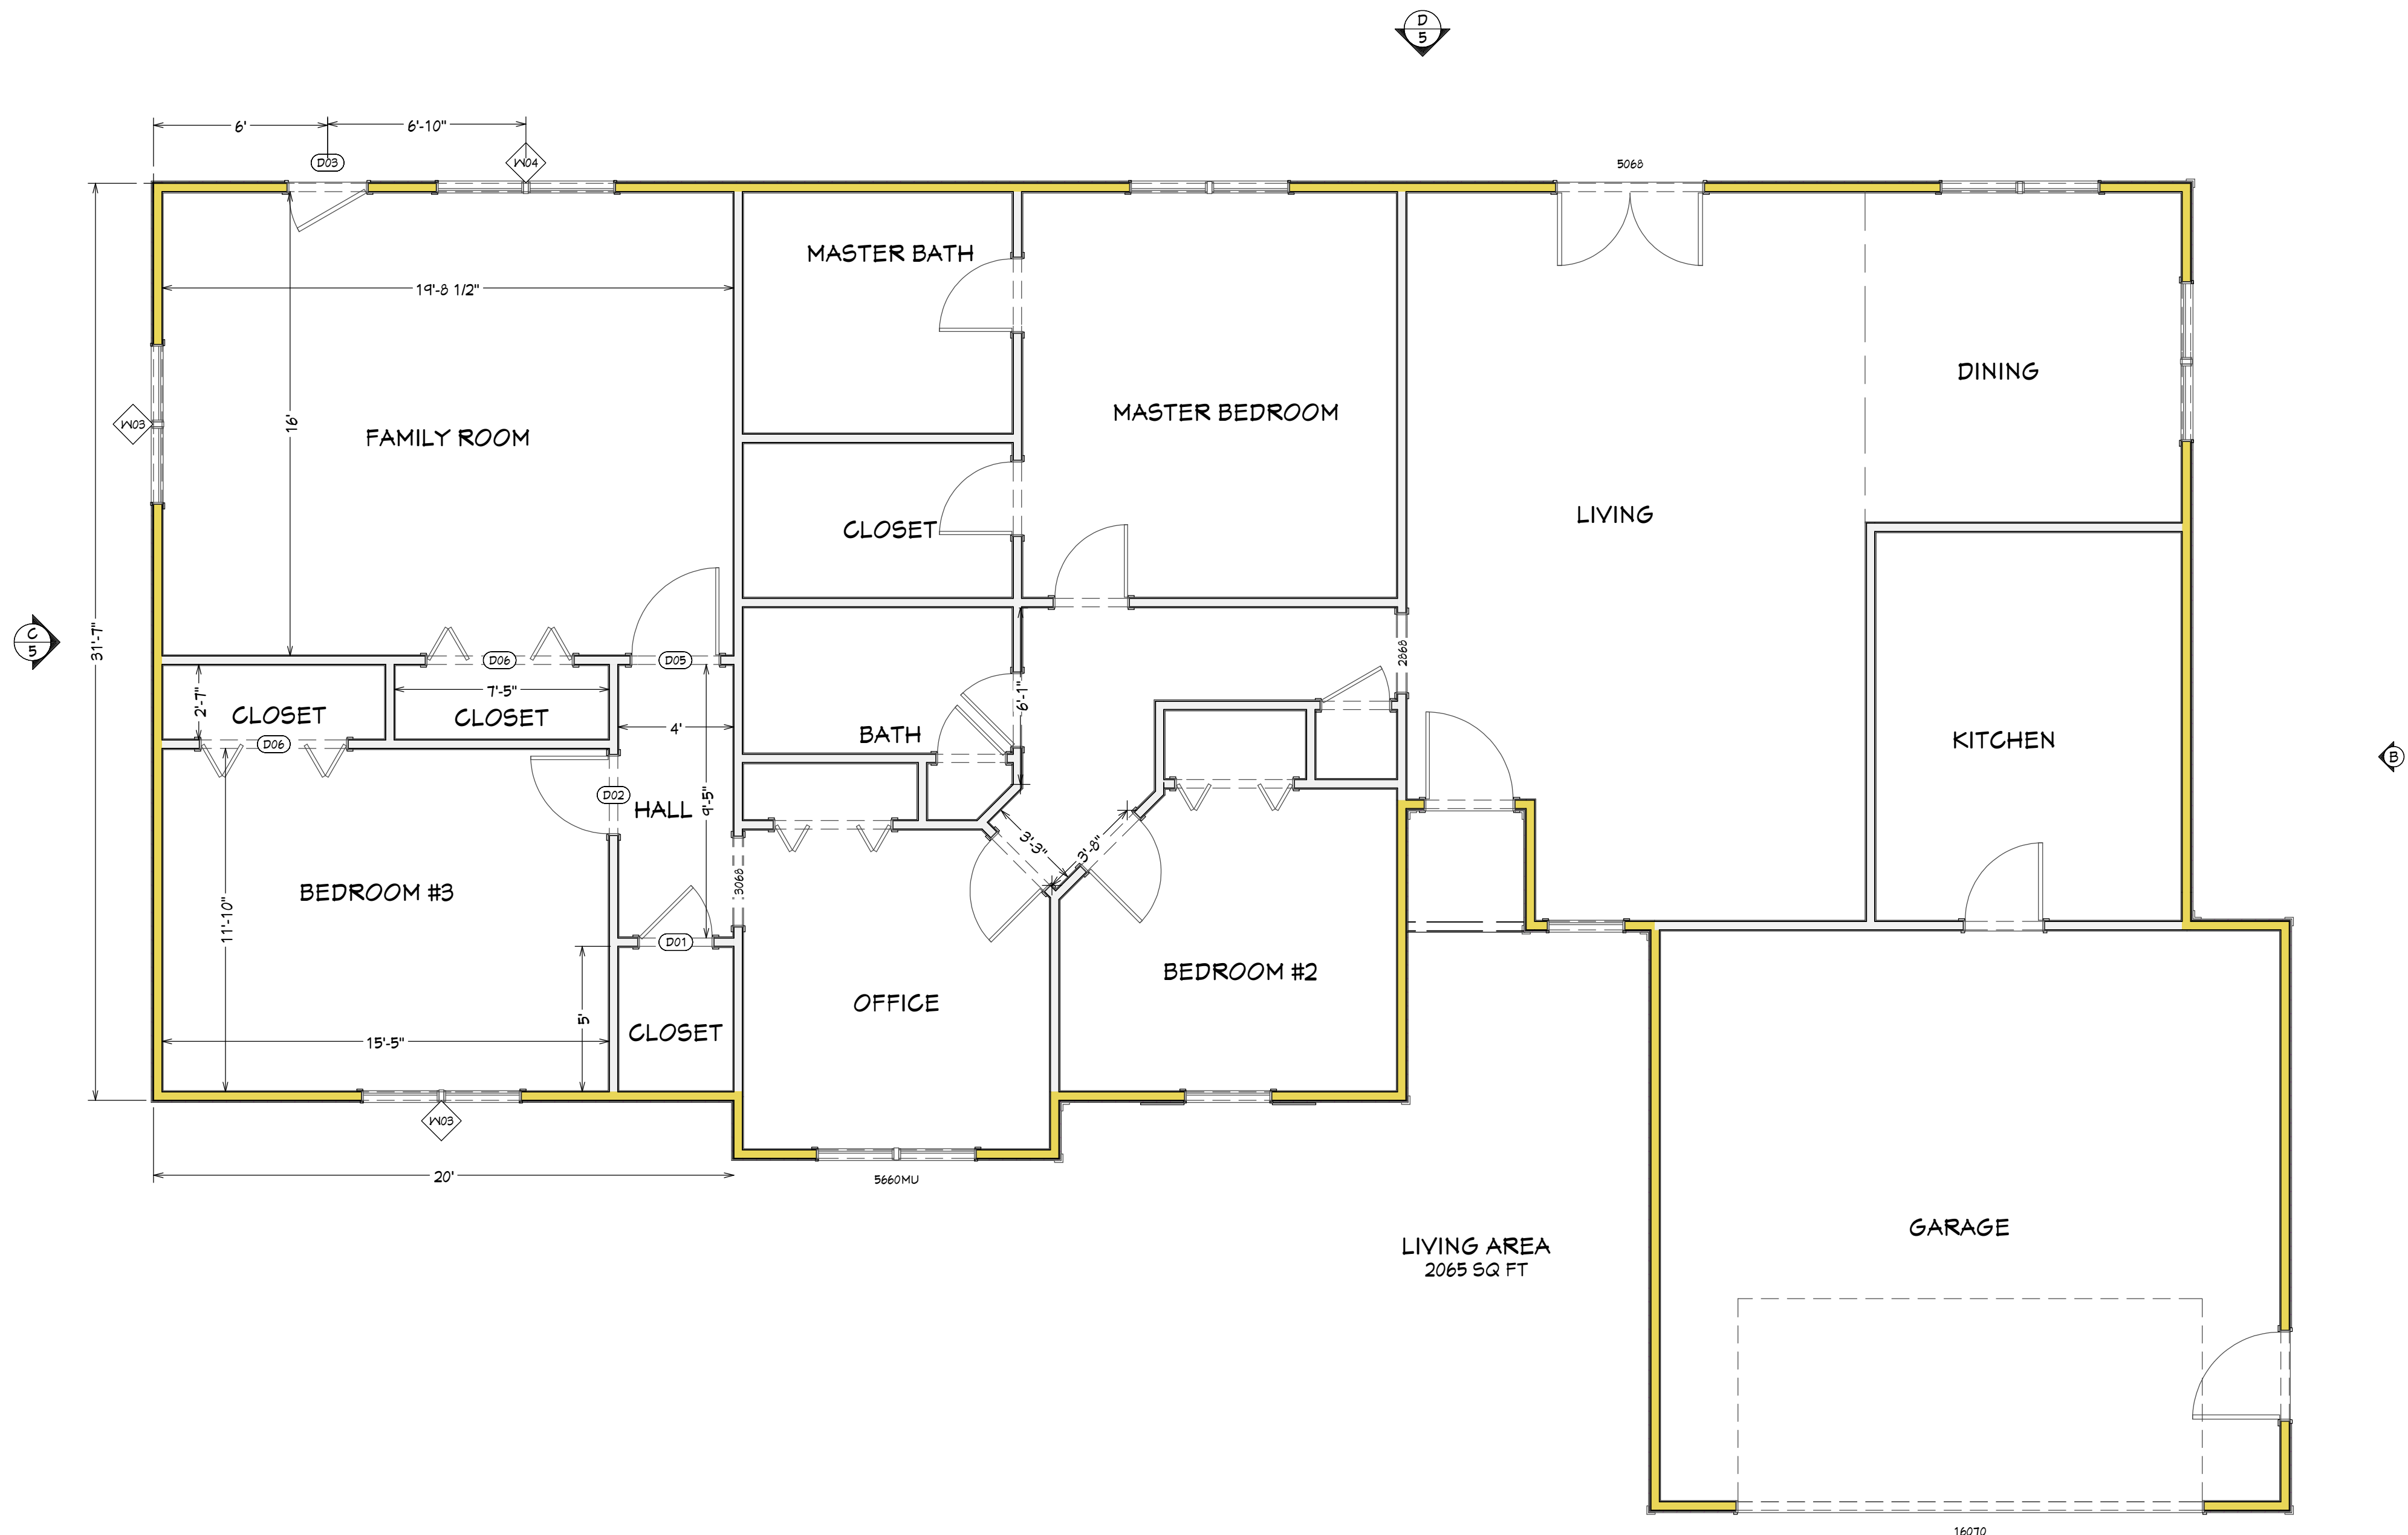 D
5
6'
6'-10"
D03
W04
5068
MASTER BATH
19'-8 1/2"
DINING
MASTER BEDROOM
W03
16'
FAMILY ROOM
LIVING
CLOSET
C
5
31'-7"
2868
D06
D05
7'-5"
2'-7"
6'-1"
CLOSET
CLOSET
4'
BATH
D06
KITCHEN
B
D02
HALL
9'-5"
3'-3"
3'-8"
3068
BEDROOM #3
11'-10"
D01
BEDROOM #2
OFFICE
5'
CLOSET
15'-5"
W03
20'
5660MU
GARAGE
LIVING AREA
2065 SQ FT
16070